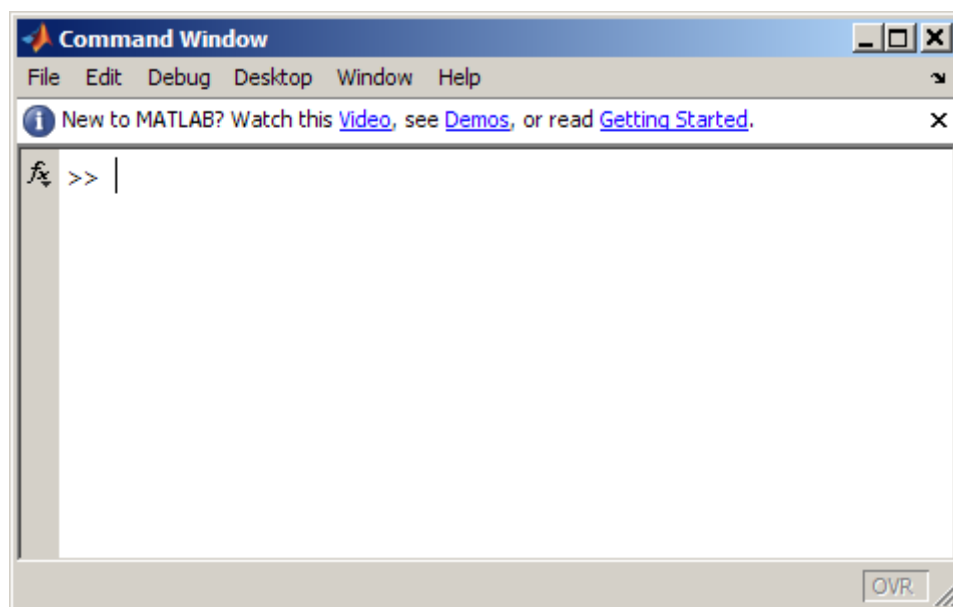 Command Window
File Edit Debug Desktop Window Help
New to MATLAB? Watch this Video, see Demos, or read Getting Started.
fx >>
OVR